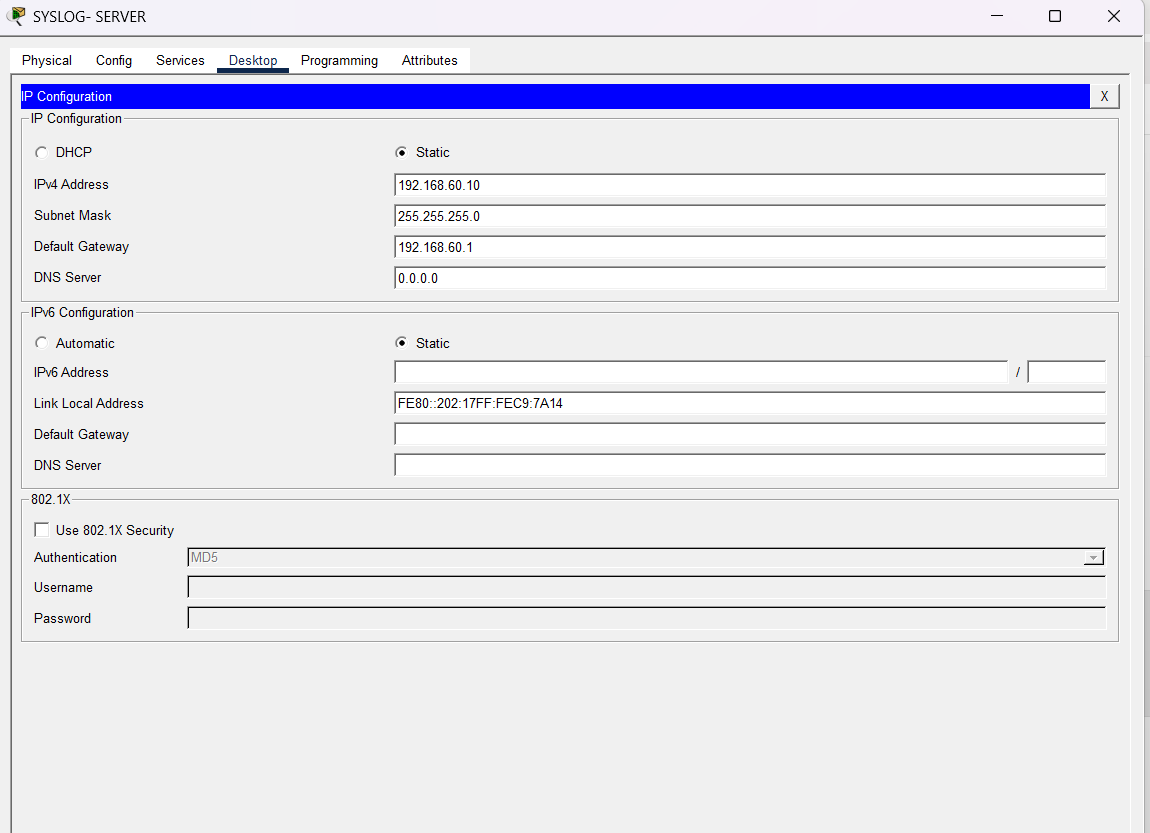 SYSLOG- SERVER
Physical Config Services Desktop Programming Attributes
IP Configuration X
IP Configuration
DHCP Static
IPv4 Address 192.168.60.10
Subnet Mask 255.255.255.0
Default Gateway 192.168.60.1
DNS Server 0.0.0.0
IPv6 Configuration
Automatic Static
IPv6 Address /
Link Local Address FE80::202:17FF:FEC9:7A14
Default Gateway
DNS Server
802.1X
Use 802.1X Security
Authentication MD5
Username
Password